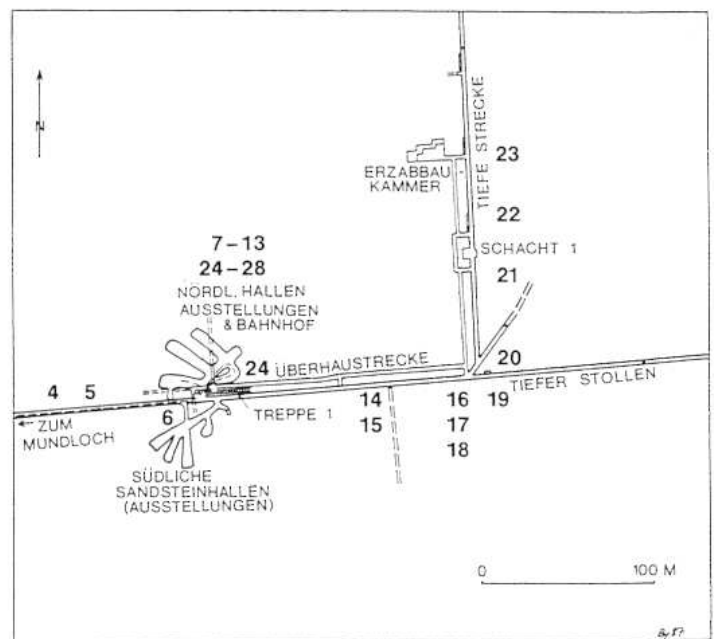 N
ERZABBAU
KAMMER
TIEFE STRECKE
23
22
SCHACHT 1
21
7–13
24–28
NÖRDL. HALLEN
AUSSTELLUNGEN
& BAHNHOF
24
ÜBERHAUSTRECKE
20
4 5
TIEFER STOLLEN
6
← ZUM
MUNDLOCH
TREPPE 1
14
15
16
17
18
19
SÜDLICHE
SANDSTEINHALLEN
(AUSSTELLUNGEN)
0 100 M